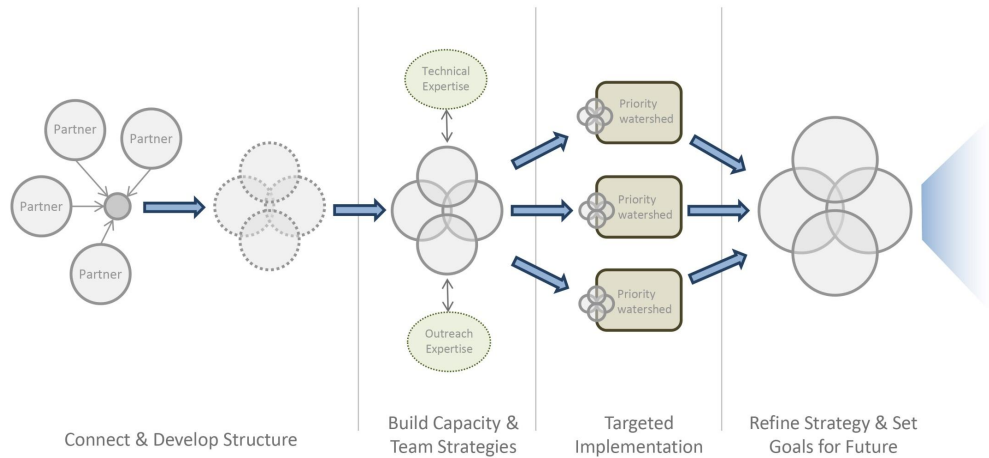 Partner
Partner
Partner
Partner
Connect & Develop Structure
Technical
Expertise
Outreach
Expertise
Build Capacity &
Team Strategies
Priority
watershed
Priority
watershed
Priority
watershed
Targeted
Implementation
Refine Strategy & Set
Goals for Future